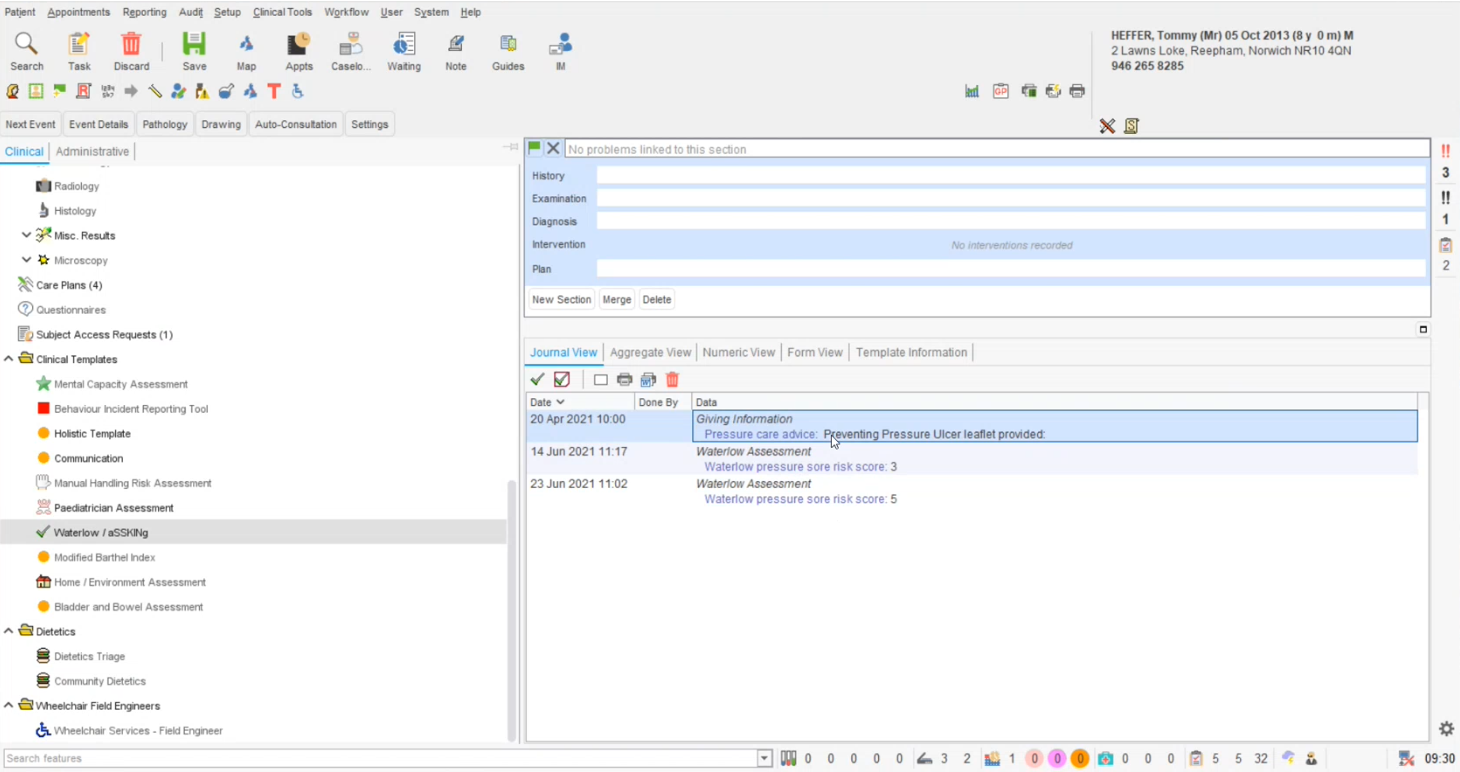 Patient Appointments Reporting Audit Setup Clinical Tools Workflow User System Help
Search Task Discard Save Map Appts Caselo... Waiting Note Guides IM
HEFFER, Tommy (Mr) 05 Oct 2013 (8 y 0 m) M
2 Lawns Loke, Reepham, Norwich NR10 4QN
946 265 8285
Next Event Event Details Pathology Drawing Auto-Consultation Settings
Clinical Administrative
Radiology
Histology
Misc. Results
Microscopy
Care Plans (4)
Questionnaires
Subject Access Requests (1)
Clinical Templates
Mental Capacity Assessment
Behaviour Incident Reporting Tool
Holistic Template
Communication
Manual Handling Risk Assessment
Paediatrician Assessment
Waterlow / aSSKINg
Modified Barthel Index
Home / Environment Assessment
Bladder and Bowel Assessment
Dietetics
Dietetics Triage
Community Dietetics
Wheelchair Field Engineers
Wheelchair Services - Field Engineer
No problems linked to this section
History
Examination
Diagnosis
Intervention No interventions recorded
Plan
New Section Merge Delete
Journal View Aggregate View Numeric View Form View Template Information
Date Done By Data
20 Apr 2021 10:00 Giving Information
Pressure care advice: Preventing Pressure Ulcer leaflet provided:
14 Jun 2021 11:17 Waterlow Assessment
Waterlow pressure sore risk score: 3
23 Jun 2021 11:02 Waterlow Assessment
Waterlow pressure sore risk score: 5
!!
3
!!
1
2
Search features 0 0 0 0 0 3 2 1 0 0 0 0 0 0 5 5 32 09:30